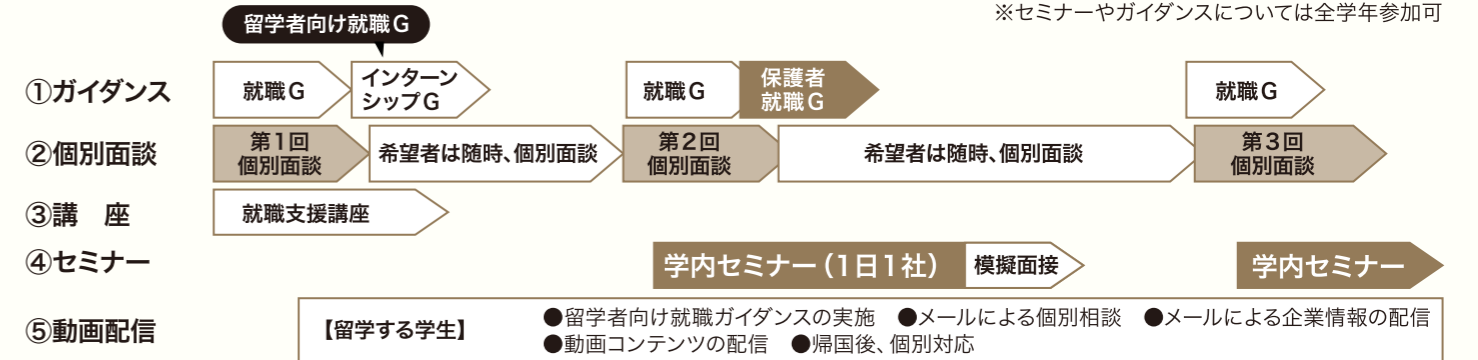 ※セミナーやガイダンスについては全学年参加可
留学者向け就職G
①ガイダンス
就職G
インターン
シップG
就職G
保護者
就職G
就職G
②個別面談
第1回
個別面談
希望者は随時、個別面談
第2回
個別面談
希望者は随時、個別面談
第3回
個別面談
③講 座
就職支援講座
④セミナー
学内セミナー(1日1社)
模擬面接
学内セミナー
⑤動画配信
【留学する学生】
●留学者向け就職ガイダンスの実施 ●メールによる個別相談 ●メールによる企業情報の配信
●動画コンテンツの配信 ●帰国後、個別対応